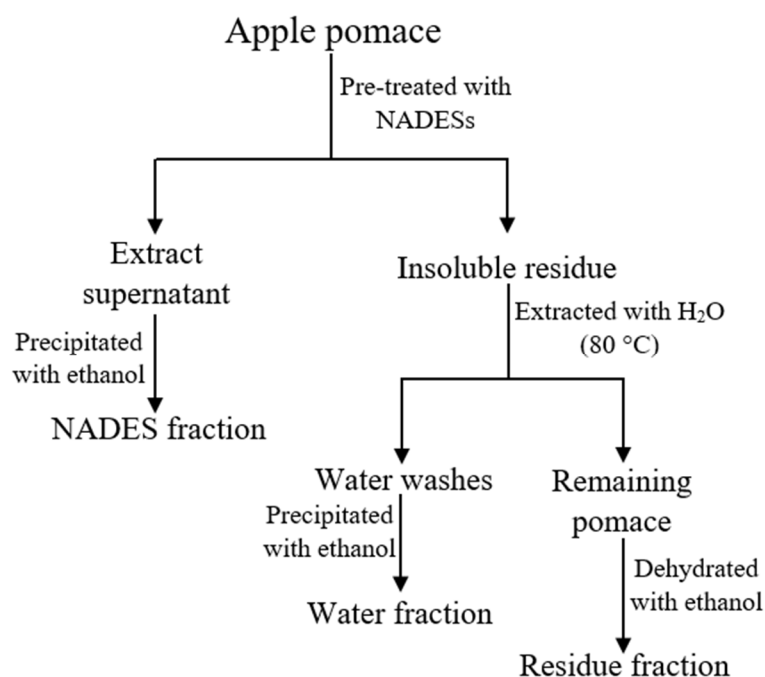 Apple pomace
Pre-treated with
NADESs
Extract
supernatant
Insoluble residue
Extracted with H₂O
(80 °C)
Precipitated
with ethanol
NADES fraction
Water washes
Remaining
pomace
Precipitated
with ethanol
Dehydrated
with ethanol
Water fraction
Residue fraction